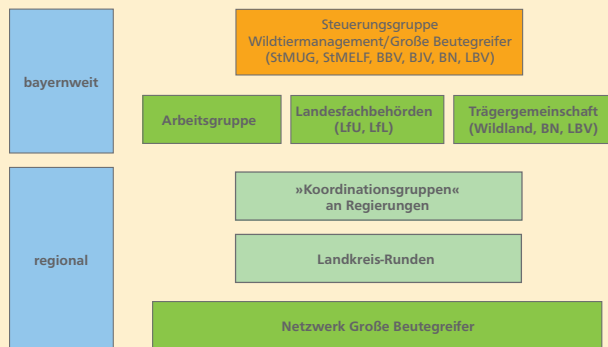 bayernweit
Steuerungsgruppe
Wildtiermanagement/Große Beutegreifer
(StMUG, StMELF, BBV, BJV, BN, LBV)
Arbeitsgruppe
Landesfachbehörden
(LfU, LfL)
Trägergemeinschaft
(Wildland, BN, LBV)
regional
»Koordinationsgruppen«
an Regierungen
Landkreis-Runden
Netzwerk Große Beutegreifer